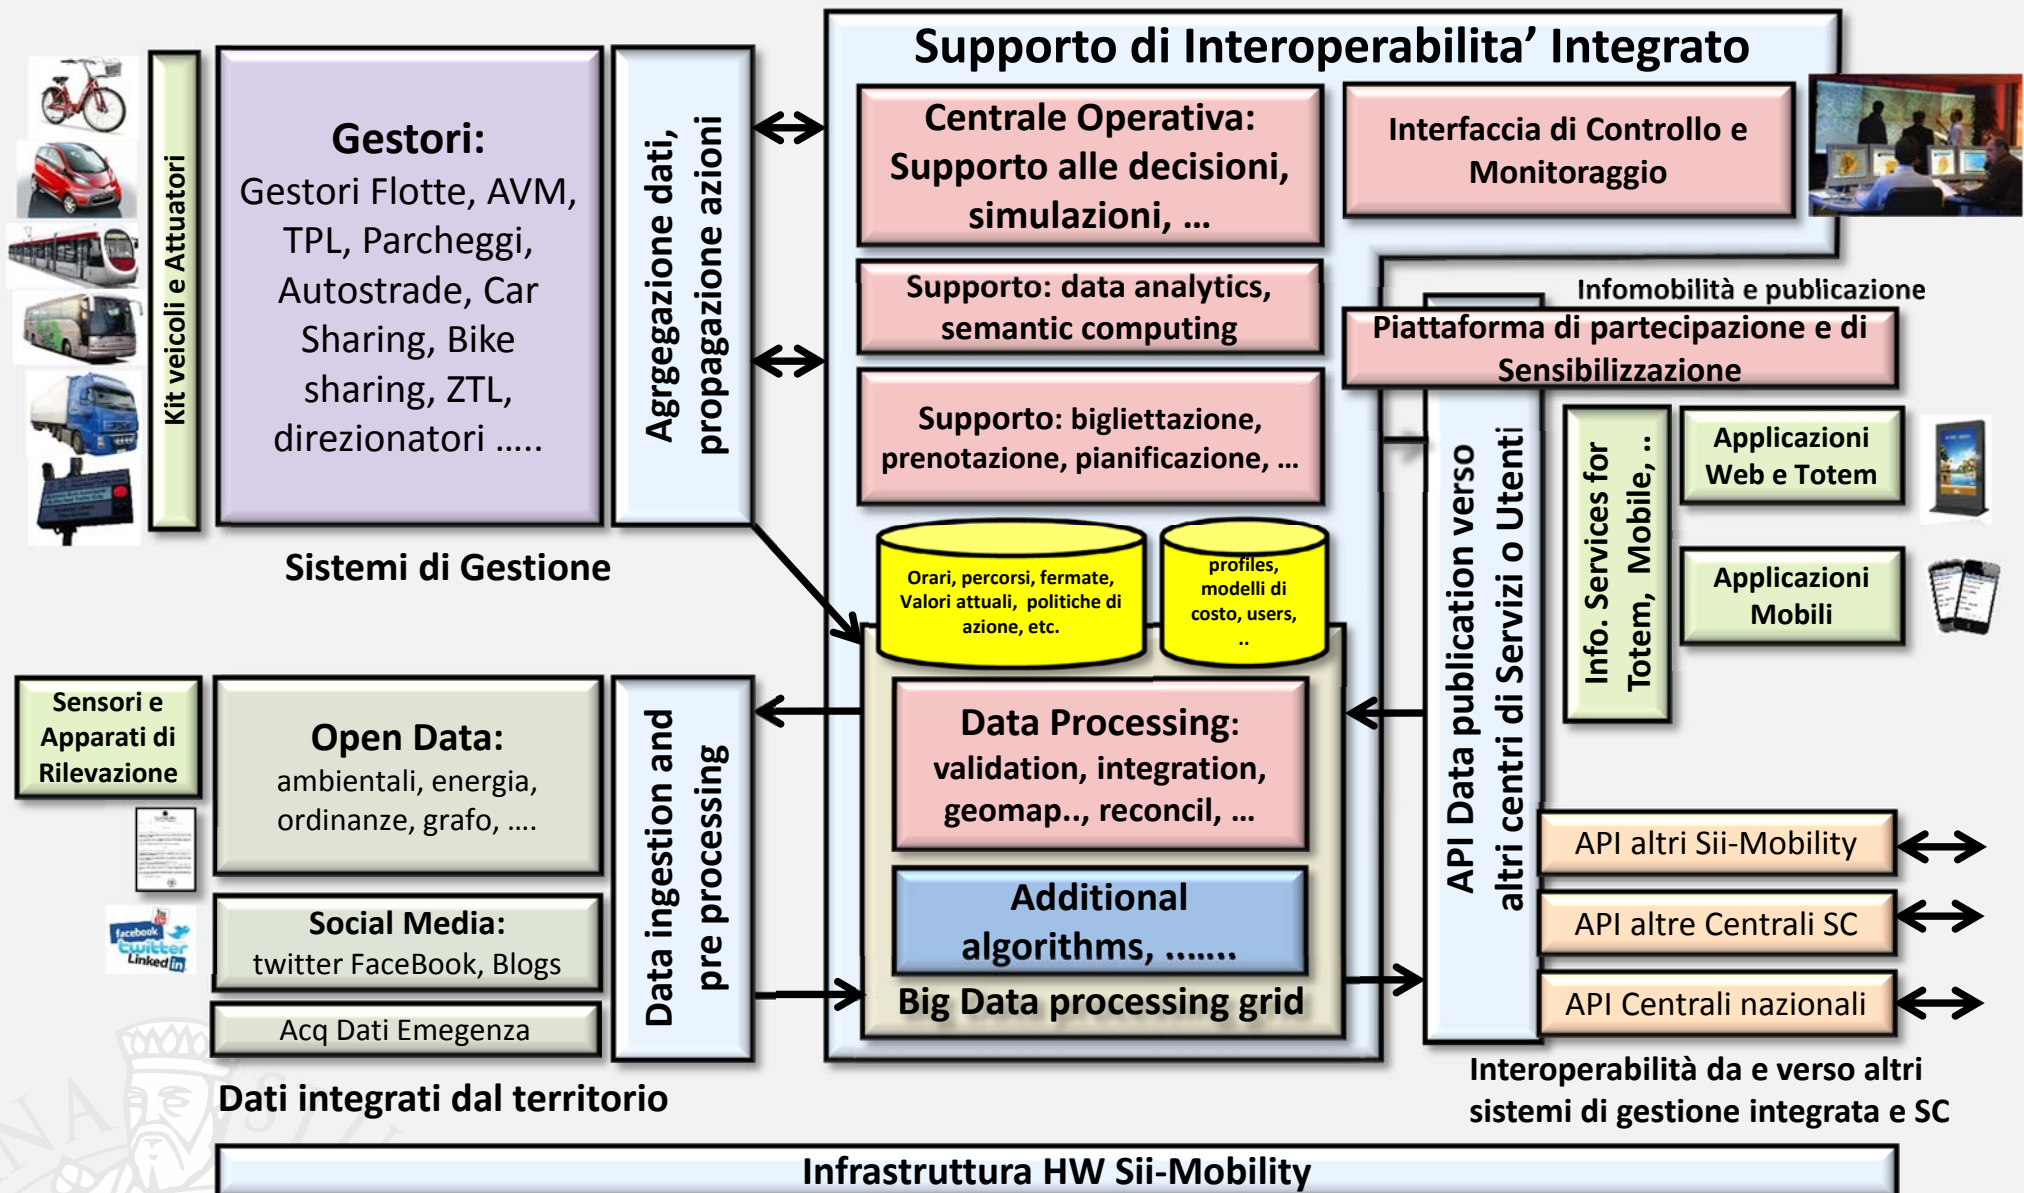 Supporto di Interoperabilita' Integrato
Kit veicoli e Attuatori
Gestori:
Gestori Flotte, AVM,
TPL, Parcheggi,
Autostrade, Car
Sharing, Bike
sharing, ZTL,
direzionatori .....
Agrgegazione dati,
propagazione azioni
Sistemi di Gestione
Centrale Operativa:
Supporto alle decisioni,
simulazioni, ...
Interfaccia di Controllo e
Monitoraggio
Supporto: data analytics,
semantic computing
Supporto: bigliettazione,
prenotazione, pianificazione, ...
Infomobilità e publicazione
Piattaforma di partecipazione e di
Sensibilizzazione
Orari, percorsi, fermate,
Valori attuali, politiche di
azione, etc.
profiles,
modelli di
costo, users,
..
API Data publication verso
altri centri di Servizi o Utenti
Info. Services for
Totem, Mobile, ..
Applicazioni
Web e Totem
Applicazioni
Mobili
Sensori e
Apparati di
Rilevazione
Open Data:
ambientali, energia,
ordinanze, grafo, ....
facebook
twitter
Linked in
Social Media:
twitter FaceBook, Blogs
Acq Dati Emegenza
Data ingestion and
pre processing
Dati integrati dal territorio
Data Processing:
validation, integration,
geomap.., reconcil, ...
Additional
algorithms, .......
Big Data processing grid
API altri Sii-Mobility
API altre Centrali SC
API Centrali nazionali
Interoperabilità da e verso altri
sistemi di gestione integrata e SC
Infrastruttura HW Sii-Mobility